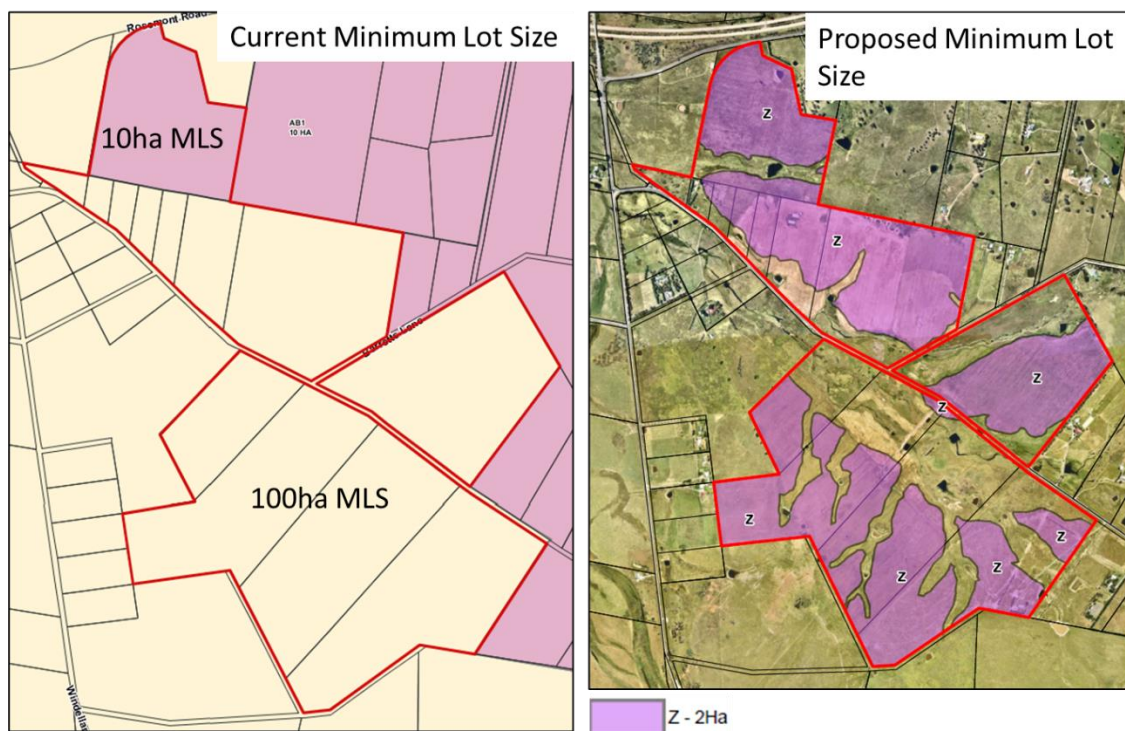 Current Minimum Lot Size
Rosemont Road
10ha MLS
AB1
10 HA
100ha MLS
Proposed Minimum Lot
Size
Z
Z
Z
Z
Z
Z
Z
Z
Z - 2Ha